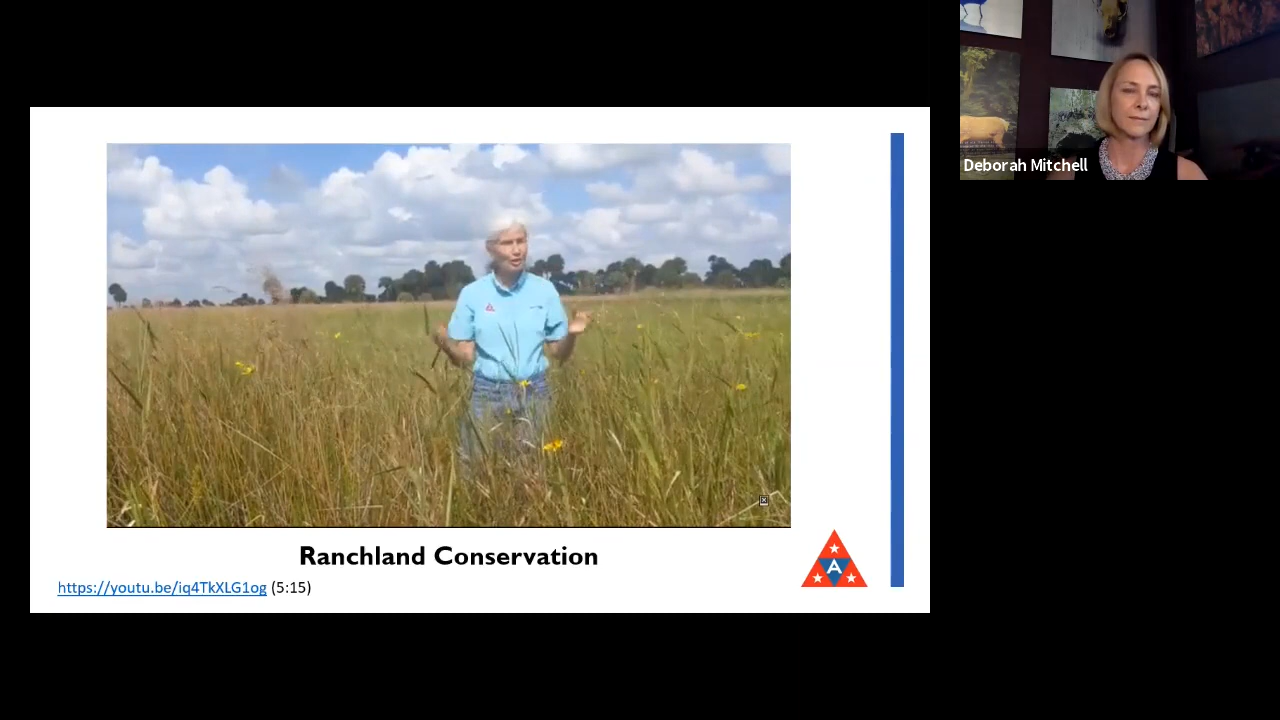 Deborah Mitchell
Ranchland Conservation
https://youtu.be/iq4TkXLG1og (5:15)
A